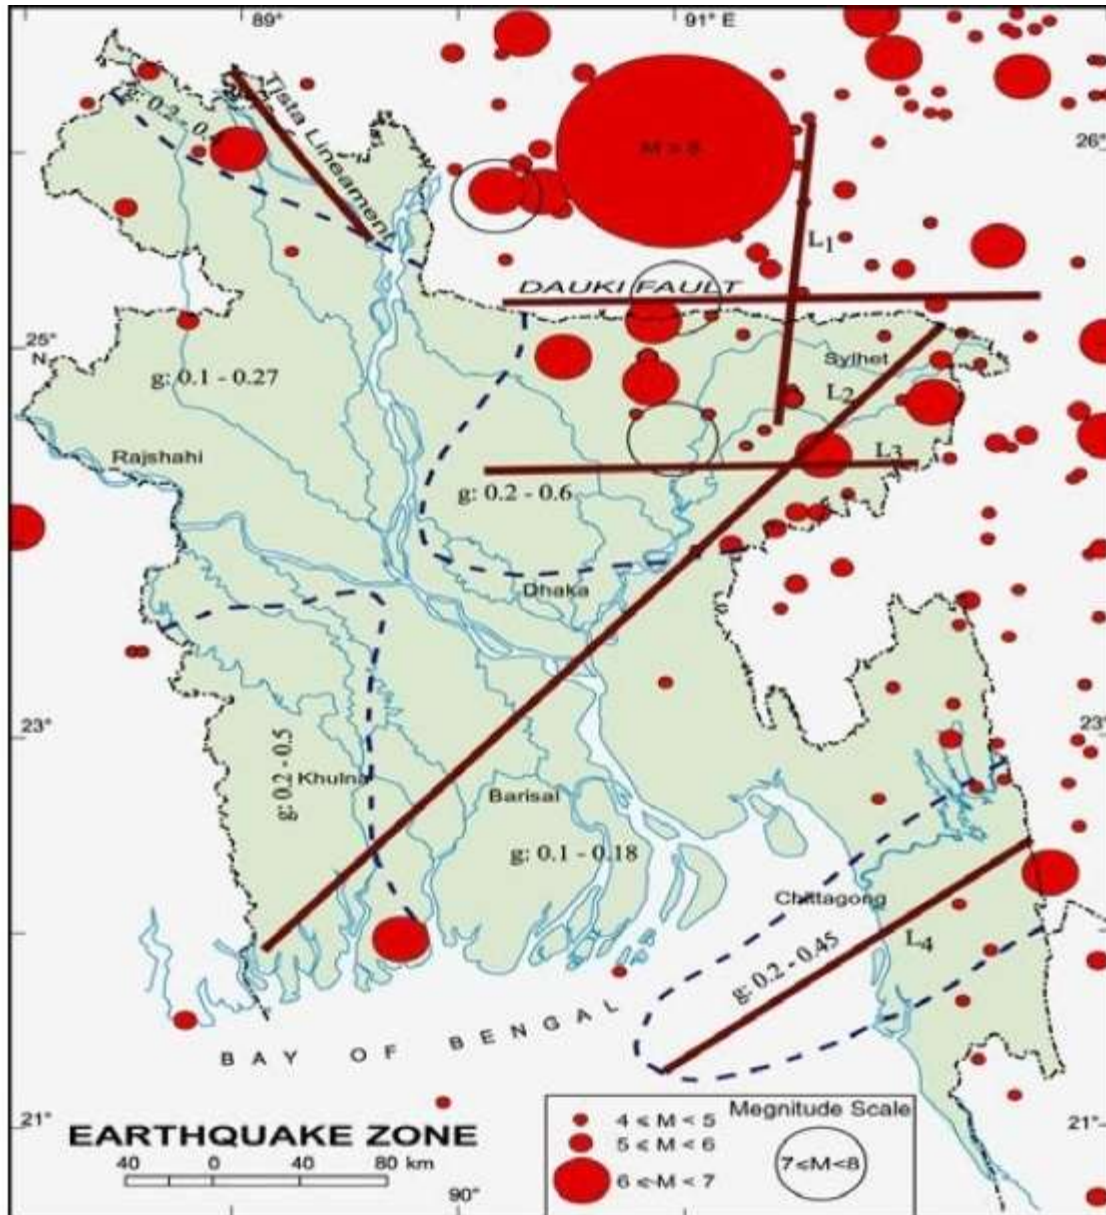 89°
91° E
Tista Lineament
g: 0.2 - 0.
M > 8
26°
L1
DAUKI FAULT
25°
N
Sylhet
g: 0.1 - 0.27
L2
Rajshahi
L3
g: 0.2 - 0.6
Dhaka
23°
23°
g: 0.2 - 0.5
Khulna
Barisal
g: 0.1 - 0.18
Chittagong
L4
g: 0.2 - 0.45
BAY OF BENGAL
21°
21°
EARTHQUAKE ZONE
40 0 40 80 km
90°
Megnitude Scale
4 ⩽ M < 5
5 ⩽ M < 6
6 ⩽ M < 7
7 ⩽ M < 8